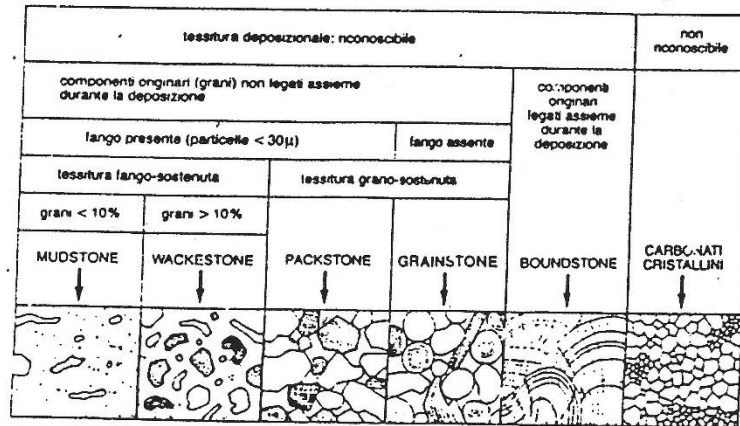 tessitura deposizionale: riconoscibile
non
riconoscibile
componenti originari (grani) non legati assieme
durante la deposizione
componenti
originari
legati assieme
durante la
deposizione
fango presente (particelle < 30μ)
fango assente
tessitura fango-sostenuta
tessitura grano-sostenuta
grani < 10%
grani > 10%
MUDSTONE
WACKESTONE
PACKSTONE
GRAINSTONE
BOUNDSTONE
CARBONATI
CRISTALLINI